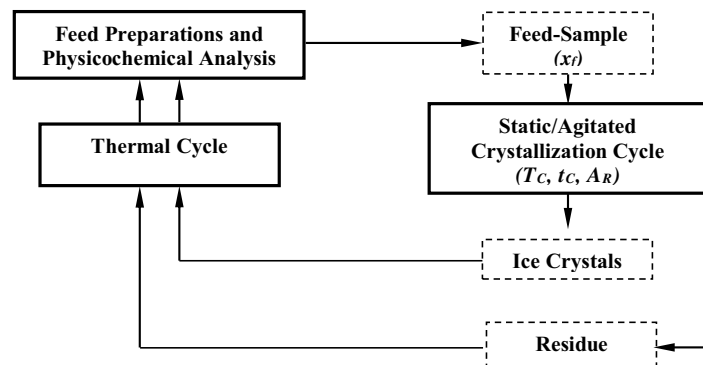 Feed Preparations and
Physicochemical Analysis
Feed-Sample
(xf)
Thermal Cycle
Static/Agitated
Crystallization Cycle
(TC, tC, AR)
Ice Crystals
Residue